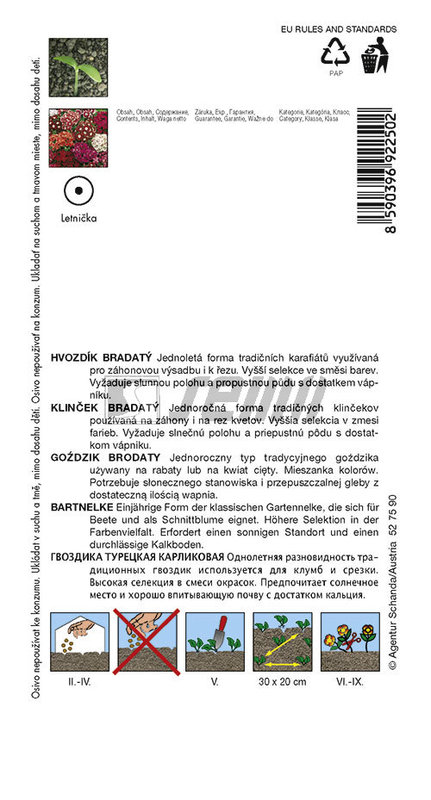 EU RULES AND STANDARDS
PAP
Obsah, Obsah, Содержание,
Contents, Inhalt, Waga netto
Záruka, Exp., Гарантия,
Guarantee, Garantie, Ważne do
Kategorie, Kategória, Класс,
Category, Klasse, Klasa
8 590396 922502
Letnička
HVOZDÍK BRADATÝ Jednoletá forma tradičních karafiátů využívaná
pro záhonovou výsadbu i k řezu. Vyšší selekce ve směsi barev.
Vyžaduje slunnou polohu a propustnou půdu s dostatkem váp-
níku.
KLINČEK BRADATÝ Jednoročná forma tradičných klinčekov
používaná na záhony i na rez kvetov. Vyššia selekcia v zmesi
farieb. Vyžaduje slnečnú polohu a priepustnú pôdu s dostat-
kom vápniku.
GOŹDZIK BRODATY Jednoroczny typ tradycyjnego goździka
używany na rabaty lub na kwiat cięty. Mieszanka kolorów.
Potrzebuje słonecznego stanowiska i przepuszczalnej gleby z
dostateczną ilością wapnia.
BARTNELKE Einjährige Form der klassischen Gartennelke, die sich für
Beete und als Schnittblume eignet. Höhere Selektion in der
Farbenvielfalt. Erfordert einen sonnigen Standort und einen
durchlässige Kalkboden.
ГВОЗДИКА ТУРЕЦКАЯ КАРЛИКОВАЯ Однолетняя разновидность тра-
диционных гвоздик используется для клумб и срезки.
Высокая селекция в смеси окрасок. Предпочитает солнечное
место и хорошо впитывающую почву с достатком кальция.
II.-IV.
V.
30 x 20 cm
VI.-IX.
Osivo nepoužívat ke konzumu. Ukládat v suchu a tmě, mimo dosahu dětí. Osivo nepoužívať na konzum. Ukladať na suchom a tmavom mieste, mimo dosahu detí.
© Agentur Schanda/Austria 52 75 90
semo